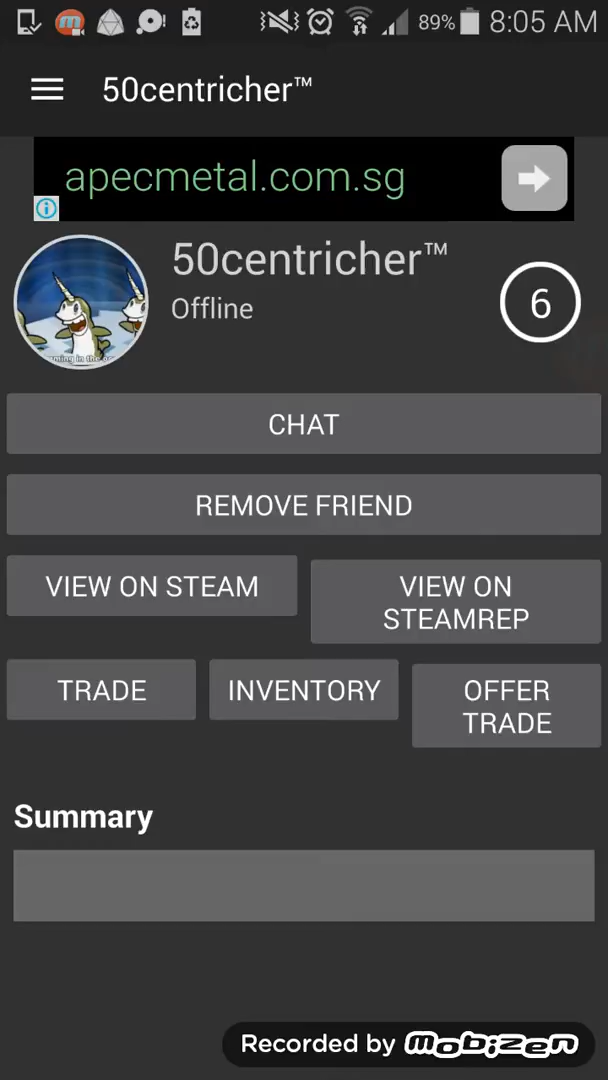 89% 8:05 AM
50centricher™
apecmetal.com.sg
50centricher™
Offline
6
CHAT
REMOVE FRIEND
VIEW ON STEAM
VIEW ON
STEAMREP
TRADE
INVENTORY
OFFER
TRADE
Summary
Recorded by mobizen